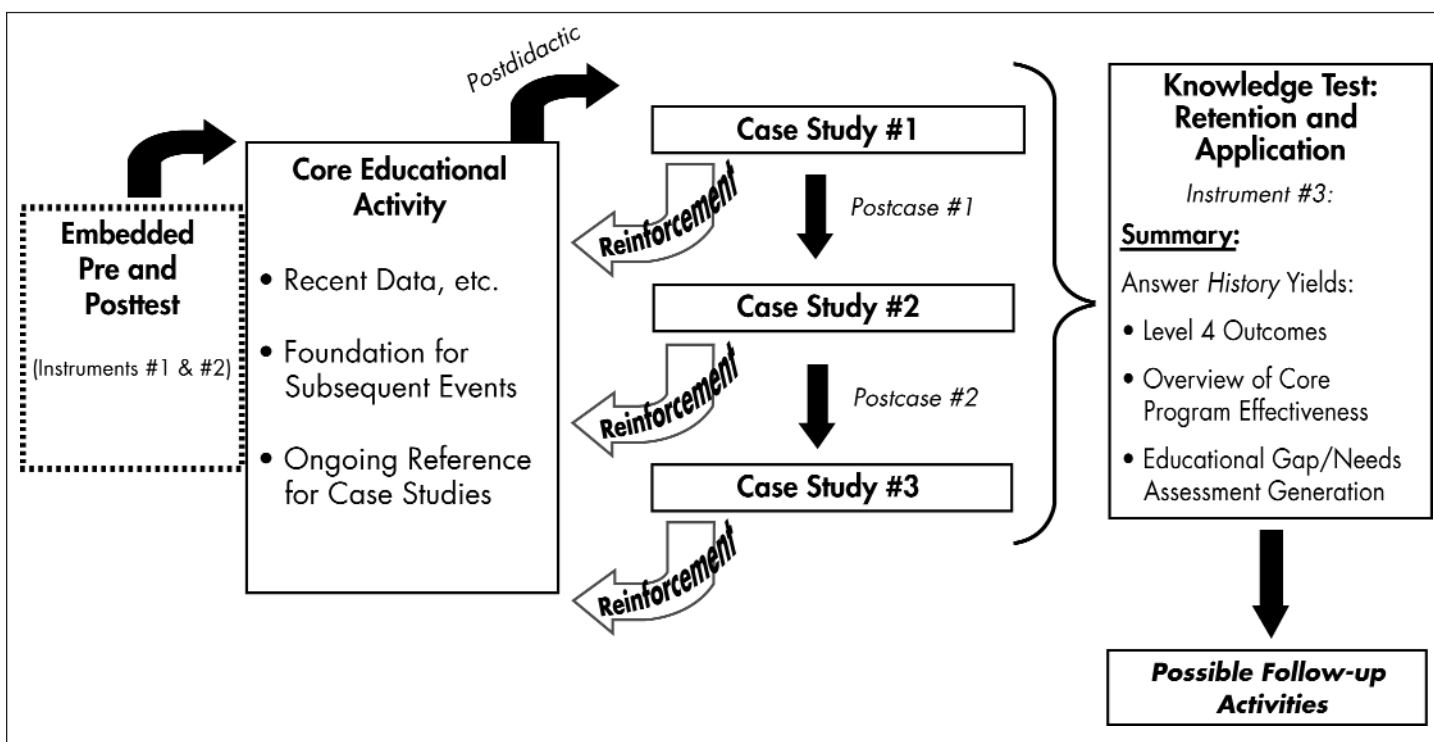 Embedded
Pre and
Posttest
(Instruments #1 & #2)
Core Educational
Activity
• Recent Data, etc.
• Foundation for
Subsequent Events
• Ongoing Reference
for Case Studies
Postdidactic
Case Study #1
Reinforcement
Postcase #1
Case Study #2
Reinforcement
Postcase #2
Case Study #3
Reinforcement
Knowledge Test:
Retention and
Application
Instrument #3:
Summary:
Answer History Yields:
• Level 4 Outcomes
• Overview of Core
Program Effectiveness
• Educational Gap/Needs
Assessment Generation
Possible Follow-up
Activities